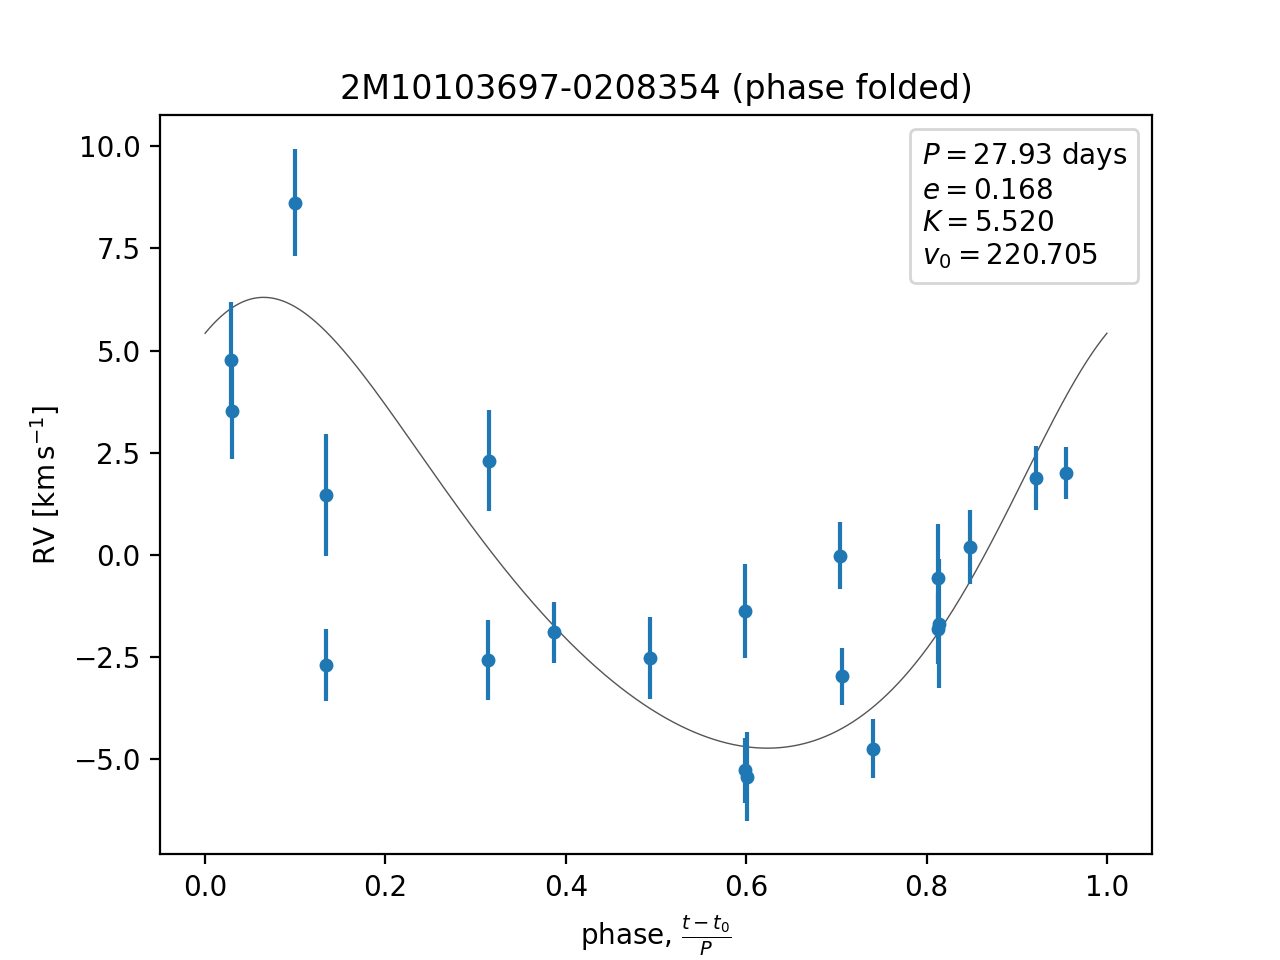 2M10103697-0208354 (phase folded)
P = 27.93 days
e = 0.168
K = 5.520
v₀ = 220.705
10.0
7.5
5.0
2.5
0.0
−2.5
−5.0
RV [km s⁻¹]
0.0 0.2 0.4 0.6 0.8 1.0
phase, (t − t₀)/P